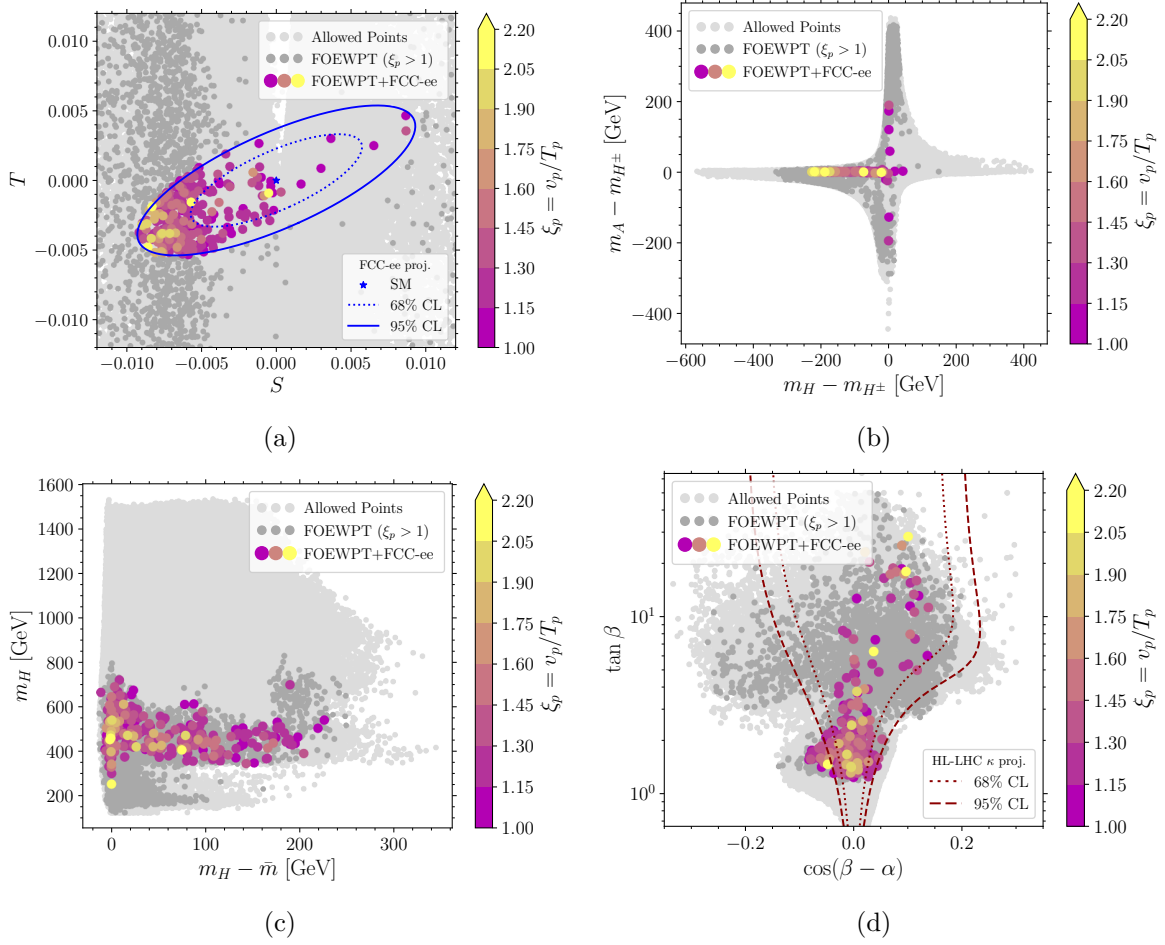 0.010
0.005
0.000
−0.005
−0.010
T
−0.010 −0.005 0.000 0.005 0.010
S
Allowed Points
FOEWPT (ξp > 1)
FOEWPT+FCC-ee
FCC-ee proj.
SM
68% CL
95% CL
2.20
2.05
1.90
1.75
1.60
1.45
1.30
1.15
1.00
ξp = vp/Tp
(a)
400
200
0
−200
−400
mA − mH± [GeV]
−600 −400 −200 0 200 400
mH − mH± [GeV]
Allowed Points
FOEWPT (ξp > 1)
FOEWPT+FCC-ee
2.20
2.05
1.90
1.75
1.60
1.45
1.30
1.15
1.00
ξp = vp/Tp
(b)
1600
1400
1200
1000
800
600
400
200
mH [GeV]
0 100 200 300
mH − m̄ [GeV]
Allowed Points
FOEWPT (ξp > 1)
FOEWPT+FCC-ee
2.20
2.05
1.90
1.75
1.60
1.45
1.30
1.15
1.00
ξp = vp/Tp
(c)
10¹
10⁰
tan β
−0.2 0.0 0.2
cos(β − α)
Allowed Points
FOEWPT (ξp > 1)
FOEWPT+FCC-ee
HL-LHC κ proj.
68% CL
95% CL
2.20
2.05
1.90
1.75
1.60
1.45
1.30
1.15
1.00
ξp = vp/Tp
(d)